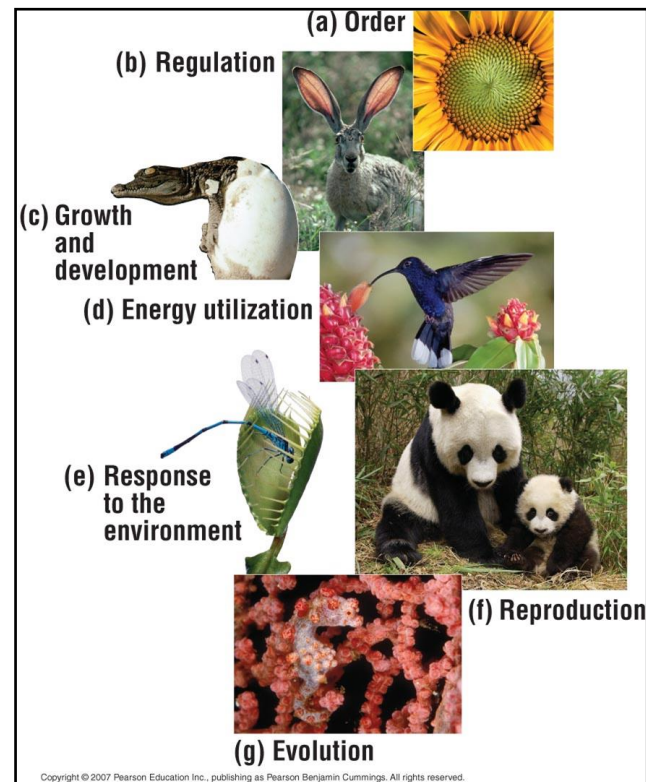 (a) Order
(b) Regulation
(c) Growth
and
development
(d) Energy utilization
(e) Response
to the
environment
(f) Reproduction
(g) Evolution
Copyright © 2007 Pearson Education Inc., publishing as Pearson Benjamin Cummings. All rights reserved.